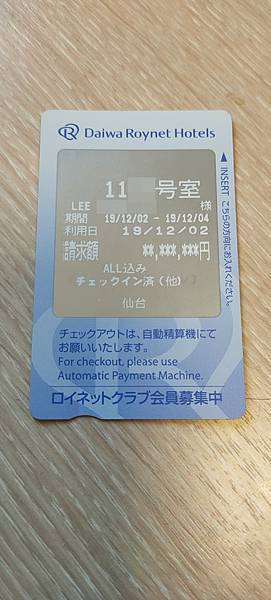 Daiwa Roynet Hotels
11 号室
LEE 様
期間 19/12/02 - 19/12/04
利用日 19/12/02
請求額 **,***,***円
ALL込み
チェックイン済(他)
仙台
◀ INSERT こちらの方向にお入れください。
チェックアウトは、自動精算機にて
お願いいたします。
For checkout, please use
Automatic Payment Machine.
ロイネットクラブ会員募集中